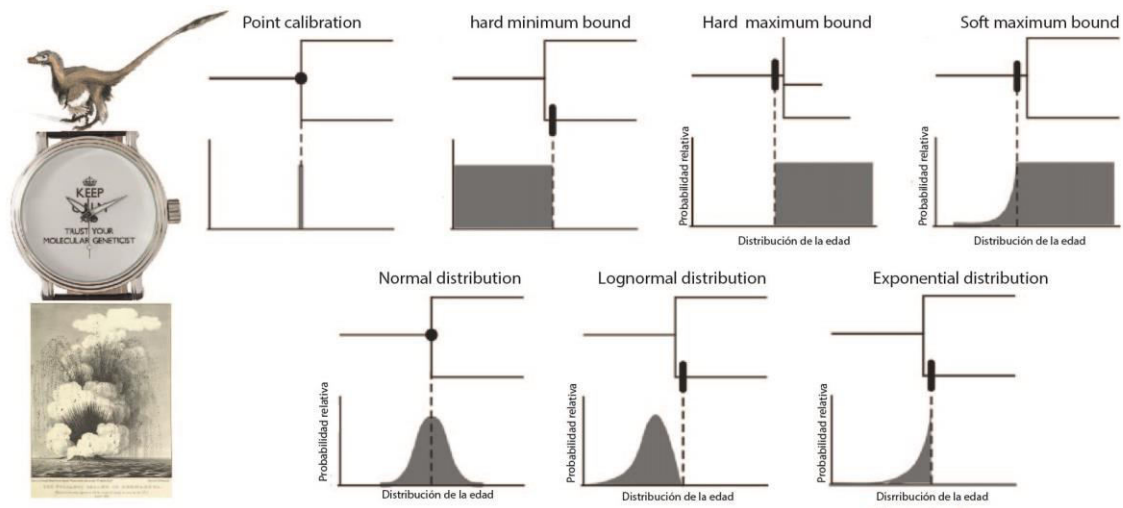 Point calibration
hard minimum bound
Hard maximum bound
Soft maximum bound
KEEP
TRUST YOUR
MOLECULAR GENETICIST
Probabilidad relativa
Distribución de la edad
Probabilidad relativa
Distribución de la edad
Normal distribution
Lognormal distribution
Exponential distribution
Probabilidad relativa
Distribución de la edad
Probabilidad relativa
Distribución de la edad
Probabilidad relativa
Disrribución de la edad